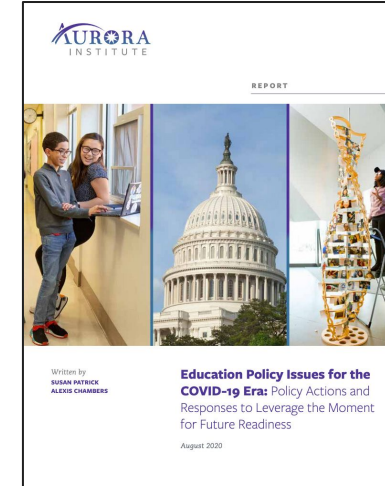 AURORA
INSTITUTE
REPORT
Written by
SUSAN PATRICK
ALEXIS CHAMBERS
Education Policy Issues for the
COVID-19 Era: Policy Actions and
Responses to Leverage the Moment
for Future Readiness
August 2020